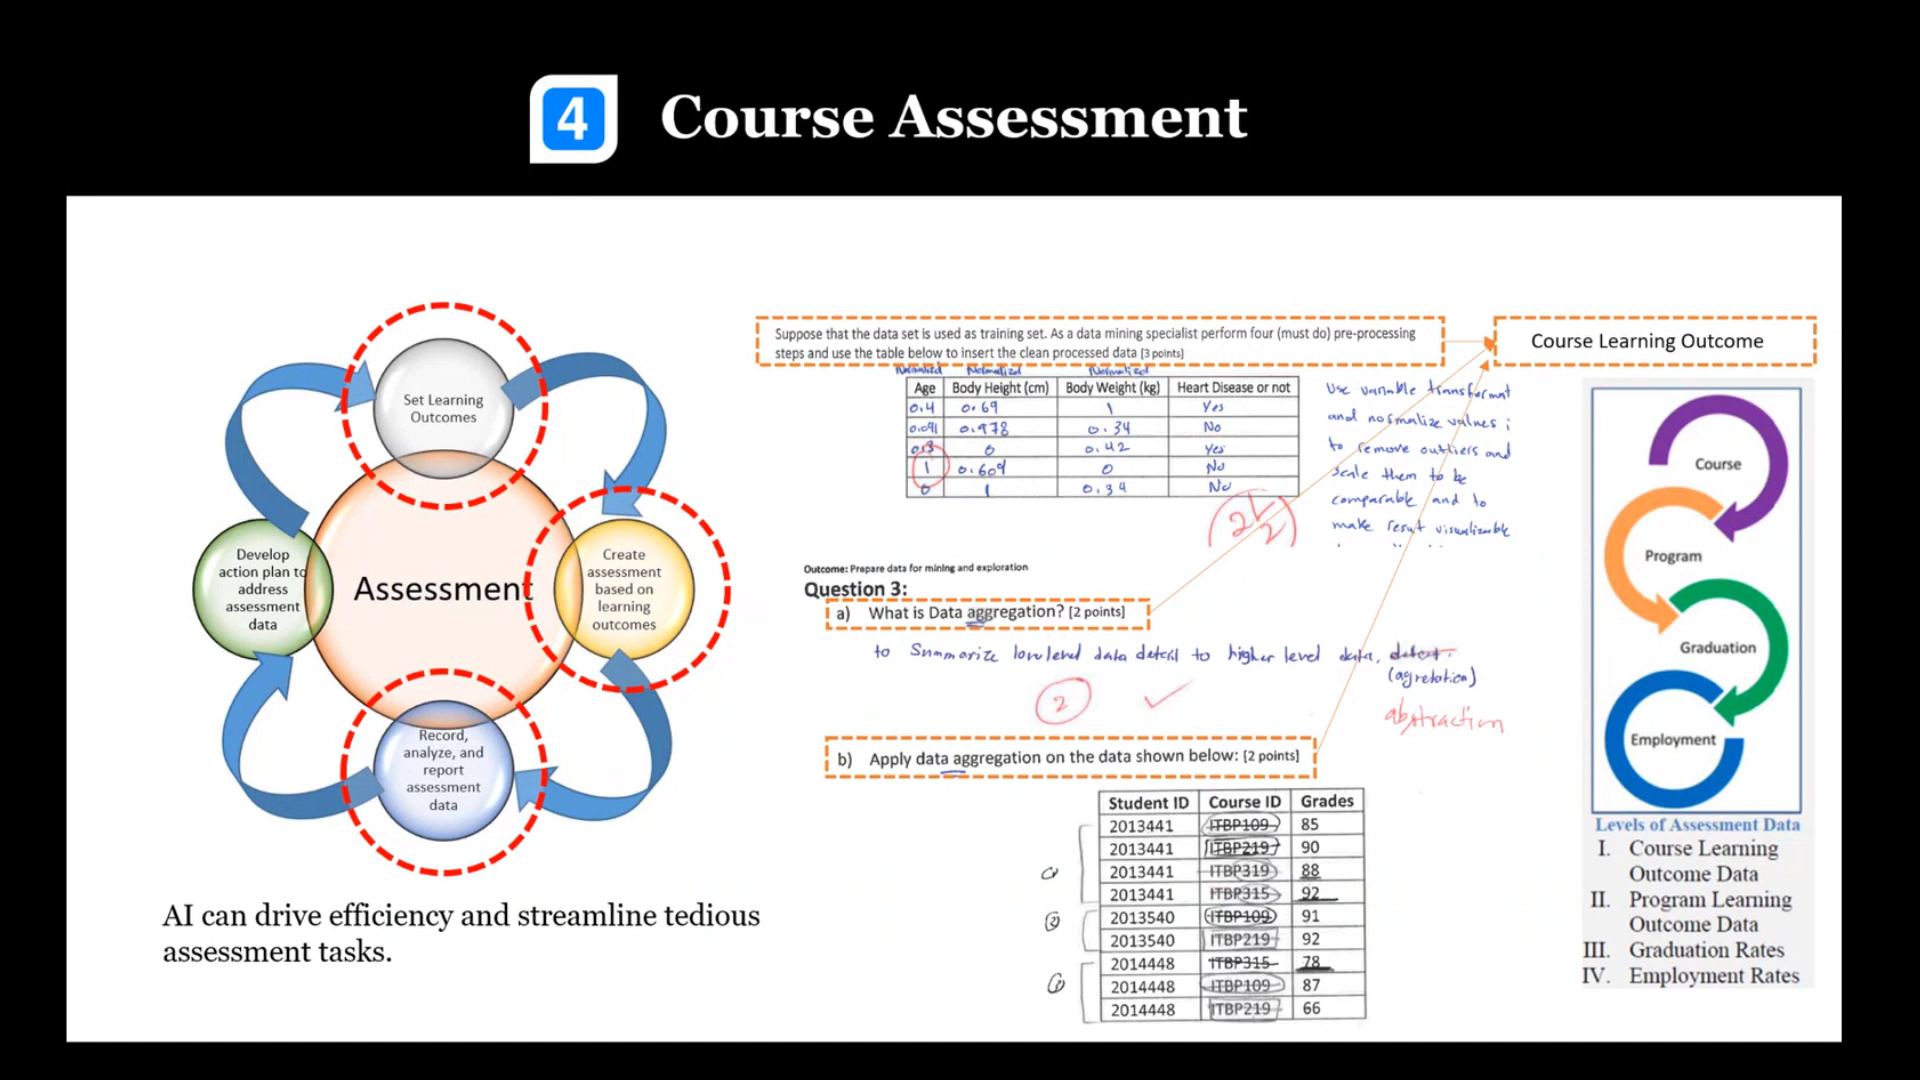 4 Course Assessment
Set Learning
Outcomes
Create
assessment
based on
learning
outcomes
Record,
analyze, and
report
assessment
data
Develop
action plan to
address
assessment
data
Assessment
AI can drive efficiency and streamline tedious
assessment tasks.
Suppose that the data set is used as training set. As a data mining specialist perform four (must do) pre-processing
steps and use the table below to insert the clean processed data [3 points]
Normalized Normalized
Age Body Height (cm) Body Weight (kg) Heart Disease or not
0.4 0.69 1 Yes
0.091 0.978 0.34 No
0.3 0 0.42 Yes
1 0.609 0 No
0 1 0.34 No
Use variable transformat
and normalize values ;
to remove outliers and
scale them to be
comparable and to
make result visualizable
Outcome: Prepare data for mining and exploration
Question 3:
a) What is Data aggregation? [2 points]
to Summarize low level data to higher level data,
(agretation)
2
abstraction
b) Apply data aggregation on the data shown below: [2 points]
Student ID Course ID Grades
2013441 ITBP109 85
2013441 ITBP219 90
2013441 ITBP319 88
2013441 ITBP315 92
2013540 ITBP109 91
2013540 ITBP219 92
2014448 ITBP315 78
2014448 ITBP109 87
2014448 ITBP219 66
Course Learning Outcome
Course
Program
Graduation
Employment
Levels of Assessment Data
I. Course Learning
Outcome Data
II. Program Learning
Outcome Data
III. Graduation Rates
IV. Employment Rates